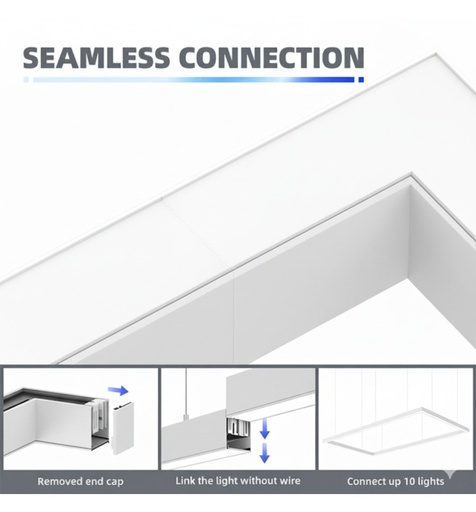 SEAMLESS CONNECTION
Removed end cap
Link the light without wire
Connect up 10 lights